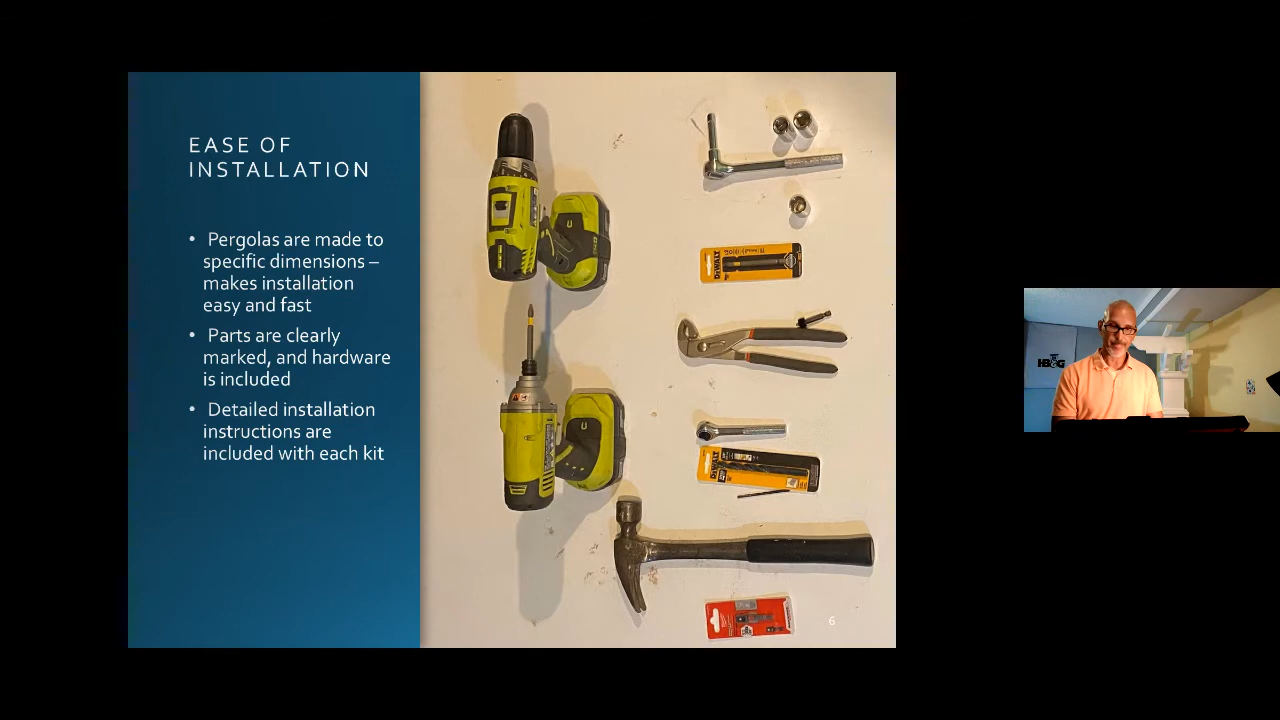 EASE OF
INSTALLATION
• Pergolas are made to
specific dimensions –
makes installation
easy and fast
• Parts are clearly
marked, and hardware
is included
• Detailed installation
instructions are
included with each kit
DEWALT
DEWALT
6
HB&G